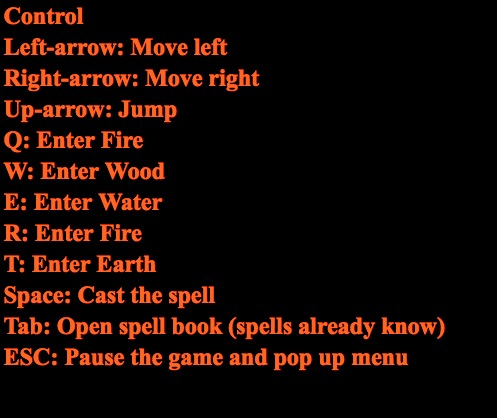 Control
Left-arrow: Move left
Right-arrow: Move right
Up-arrow: Jump
Q: Enter Fire
W: Enter Wood
E: Enter Water
R: Enter Fire
T: Enter Earth
Space: Cast the spell
Tab: Open spell book (spells already know)
ESC: Pause the game and pop up menu